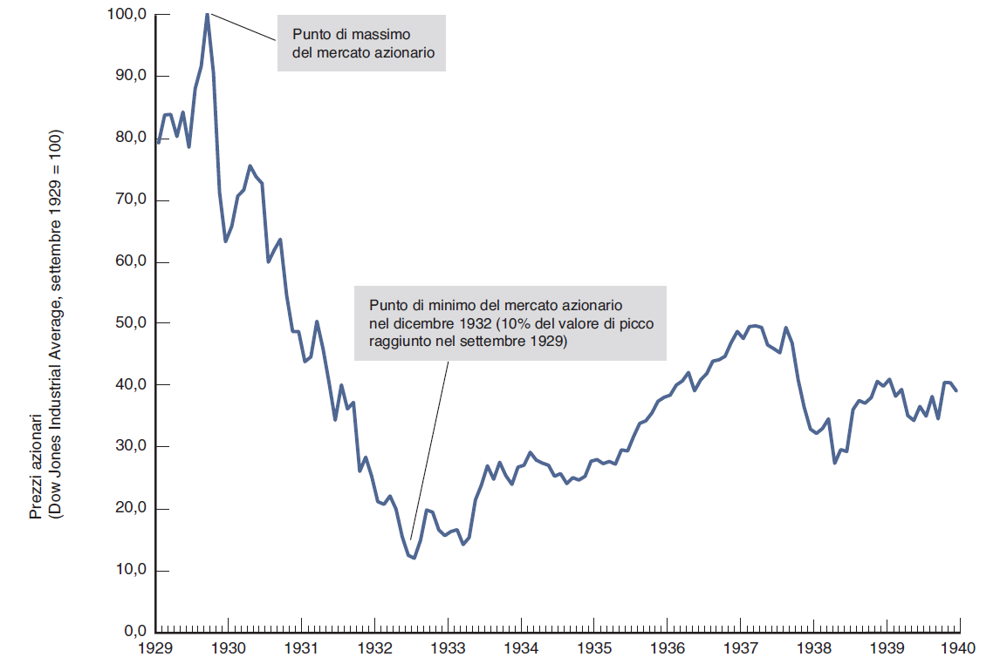 100,0
90,0
80,0
70,0
60,0
50,0
40,0
30,0
20,0
10,0
0,0
Prezzi azionari
(Dow Jones Industrial Average, settembre 1929 = 100)
Punto di massimo
del mercato azionario
Punto di minimo del mercato azionario
nel dicembre 1932 (10% del valore di picco
raggiunto nel settembre 1929)
1929 1930 1931 1932 1933 1934 1935 1936 1937 1938 1939 1940